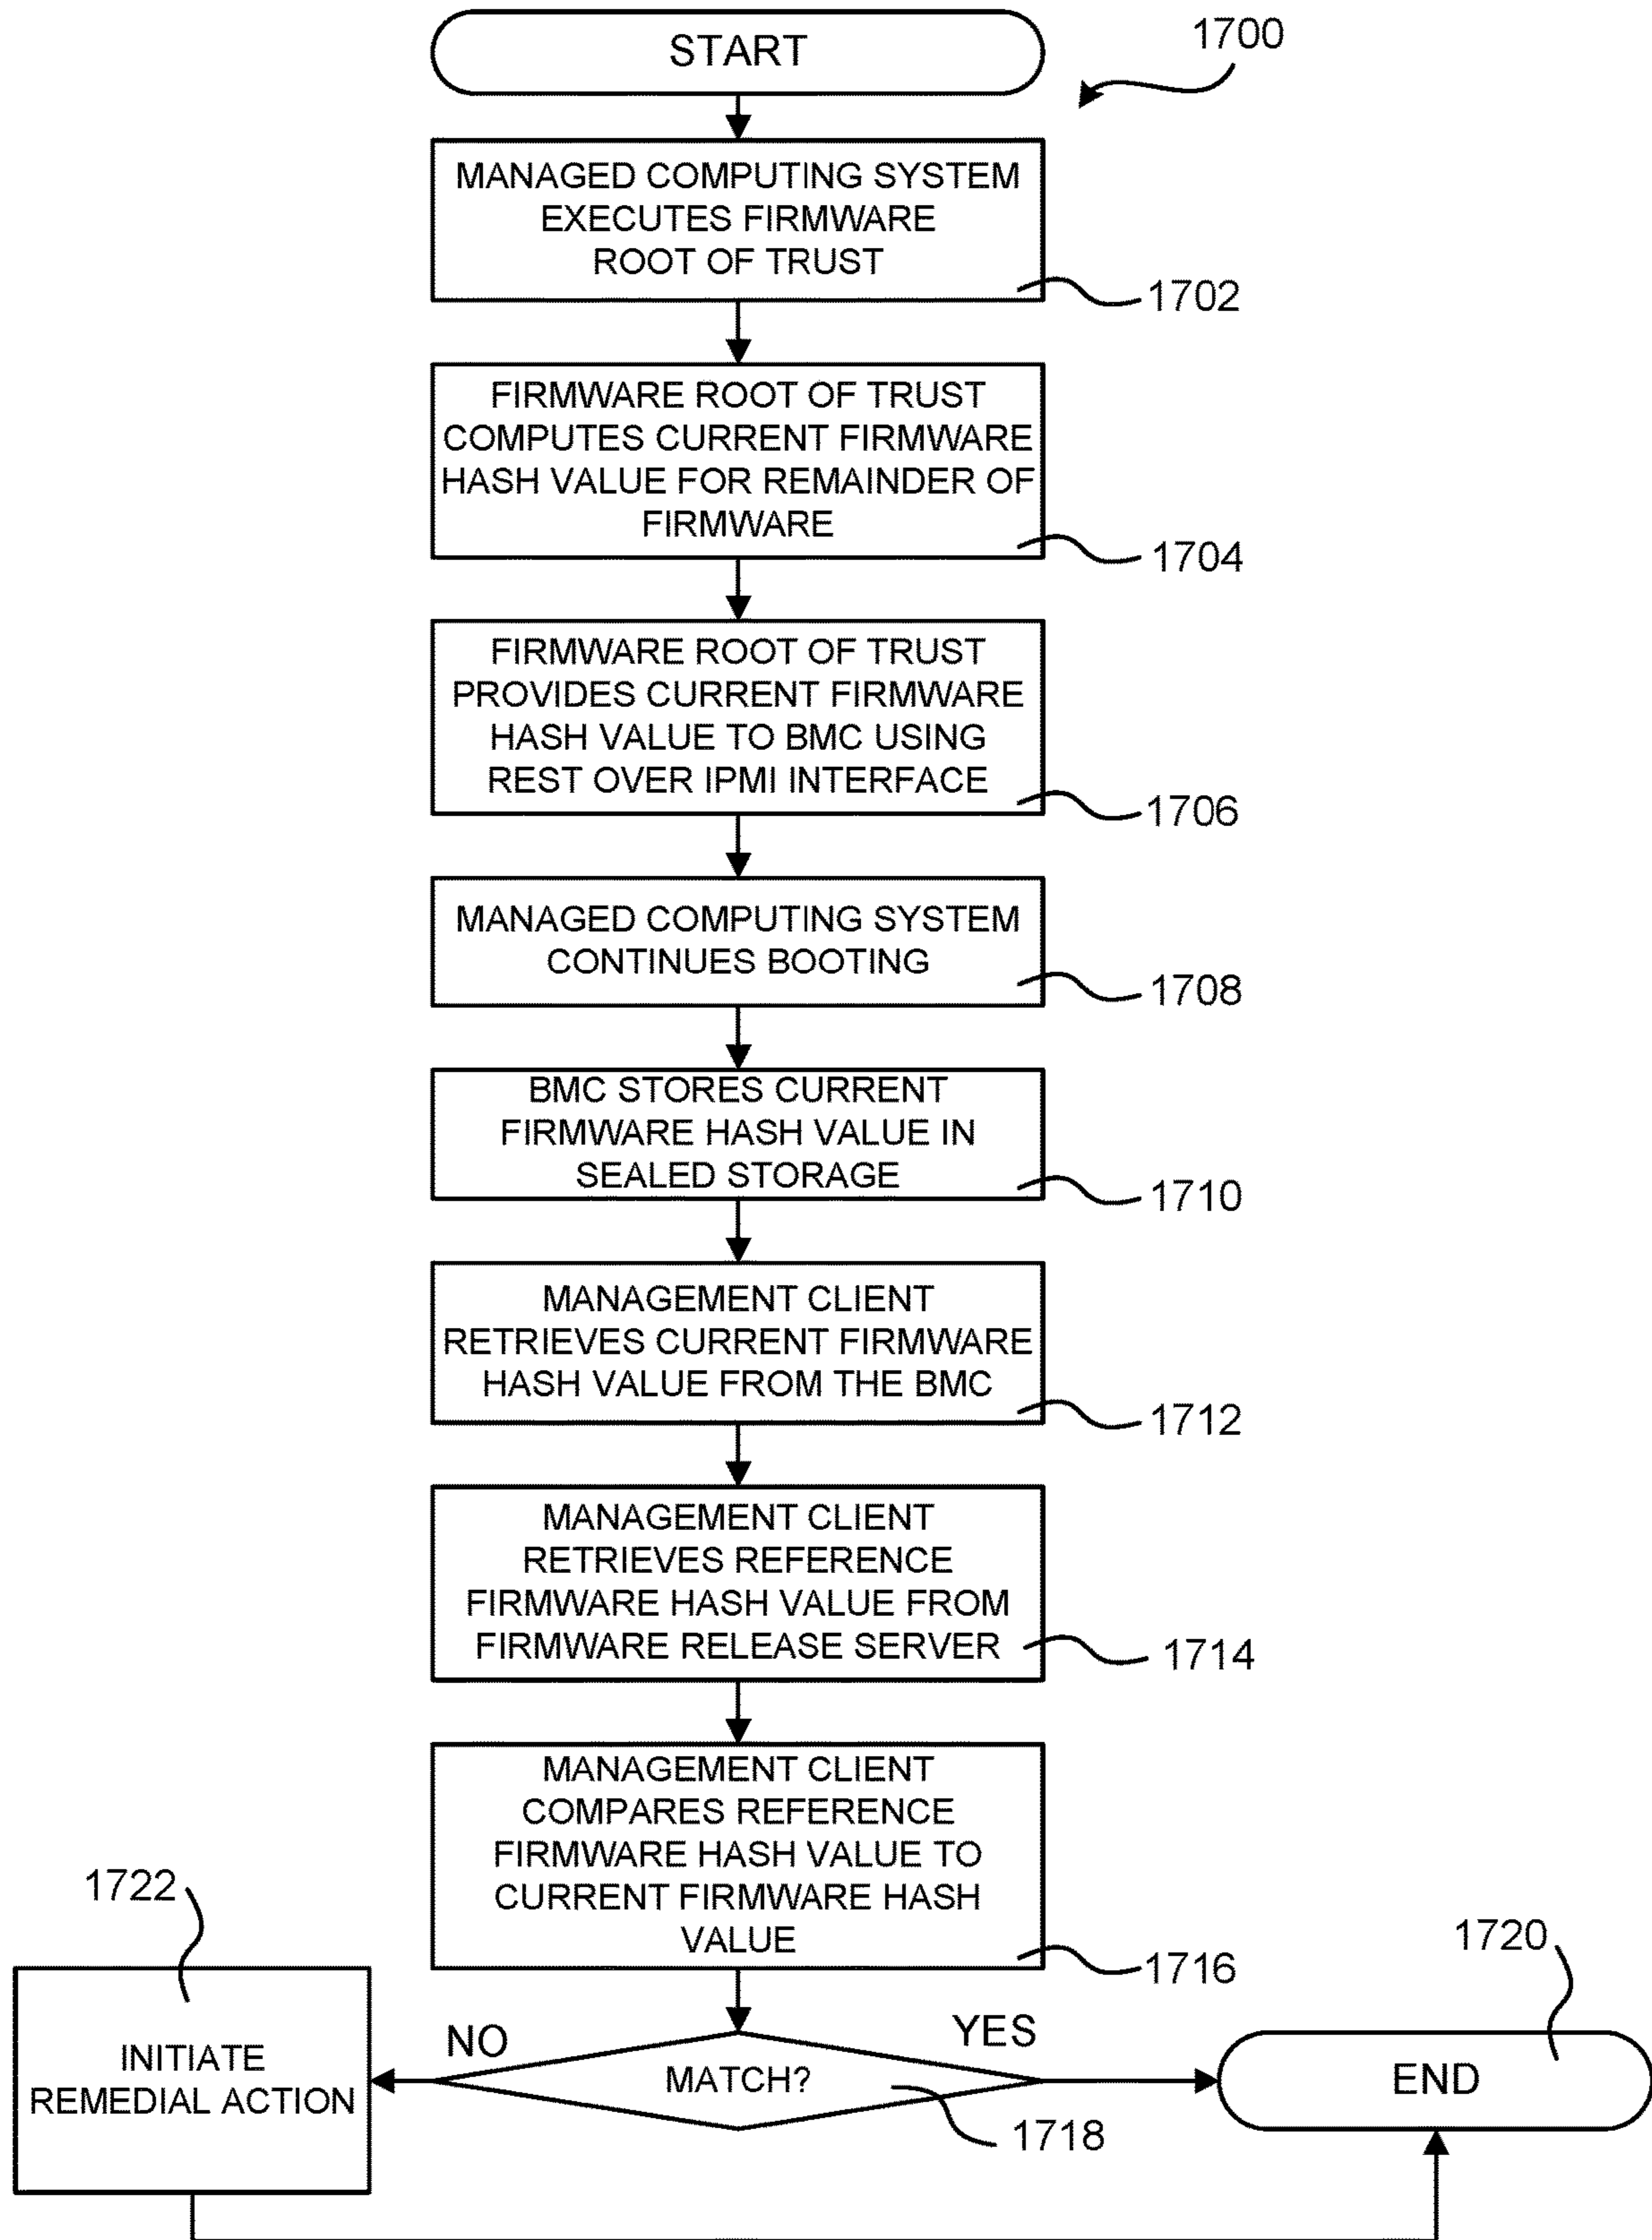 START
1700
MANAGED COMPUTING SYSTEM
EXECUTES FIRMWARE
ROOT OF TRUST
1702
FIRMWARE ROOT OF TRUST
COMPUTES CURRENT FIRMWARE
HASH VALUE FOR REMAINDER OF
FIRMWARE
1704
FIRMWARE ROOT OF TRUST
PROVIDES CURRENT FIRMWARE
HASH VALUE TO BMC USING
REST OVER IPMI INTERFACE
1706
MANAGED COMPUTING SYSTEM
CONTINUES BOOTING
1708
BMC STORES CURRENT
FIRMWARE HASH VALUE IN
SEALED STORAGE
1710
MANAGEMENT CLIENT
RETRIEVES CURRENT FIRMWARE
HASH VALUE FROM THE BMC
1712
MANAGEMENT CLIENT
RETRIEVES REFERENCE
FIRMWARE HASH VALUE FROM
FIRMWARE RELEASE SERVER
1714
MANAGEMENT CLIENT
COMPARES REFERENCE
FIRMWARE HASH VALUE TO
CURRENT FIRMWARE HASH
VALUE
1716
MATCH?
1718
NO
YES
1722
INITIATE
REMEDIAL ACTION
1720
END